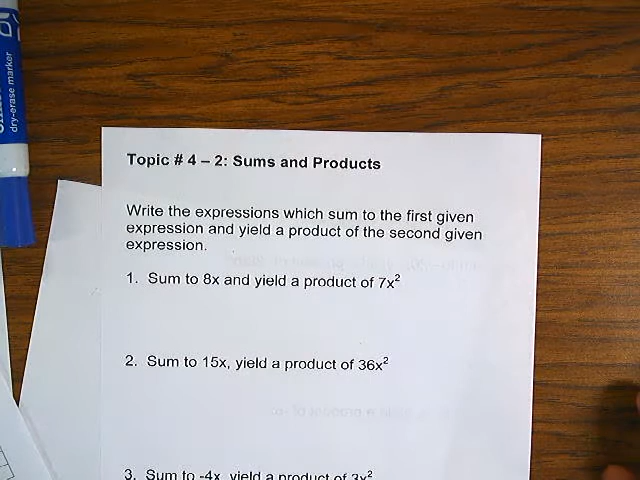 dry-erase marker
Topic # 4 – 2: Sums and Products
Write the expressions which sum to the first given
expression and yield a product of the second given
expression.
1. Sum to 8x and yield a product of 7x²
2. Sum to 15x, yield a product of 36x²
3. Sum to -4x, yield a product of 3x²